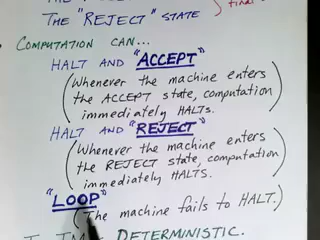 THE "REJECT" STATE
final
COMPUTATION CAN...
HALT AND "ACCEPT"
(Whenever the machine enters
the ACCEPT state, computation
immediately HALTS.)
HALT AND "REJECT"
(Whenever the machine enters
the REJECT state, computation
immediately HALTS.)
"LOOP"
(The machine fails to HALT.)
DETERMINISTIC.